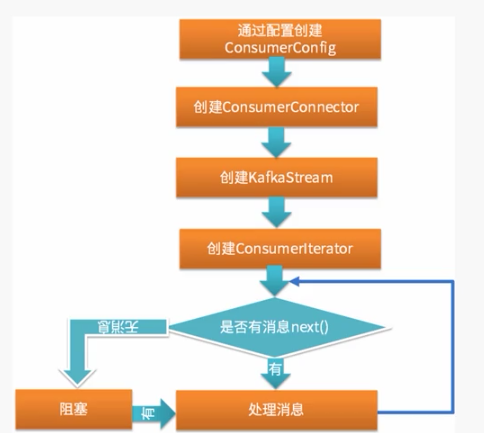 通过配置创建
ConsumerConfig
创建ConsumerConnector
创建KafkaStream
创建ConsumerIterator
是否有消息next()
无消息
有
阻塞
有
处理消息